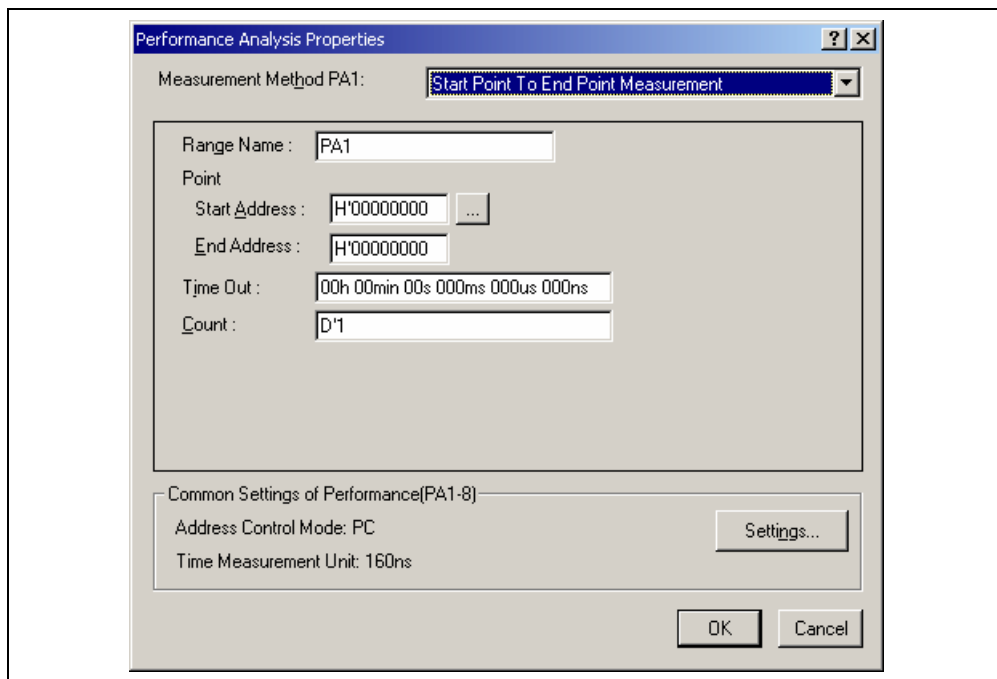 Performance Analysis Properties
Measurement Method PA1: Start Point To End Point Measurement
Range Name : PA1
Point
Start Address : H'00000000 ...
End Address : H'00000000
Time Out : 00h 00min 00s 000ms 000us 000ns
Count : D'1
Common Settings of Performance(PA1-8)
Address Control Mode: PC
Settings...
Time Measurement Unit: 160ns
OK Cancel